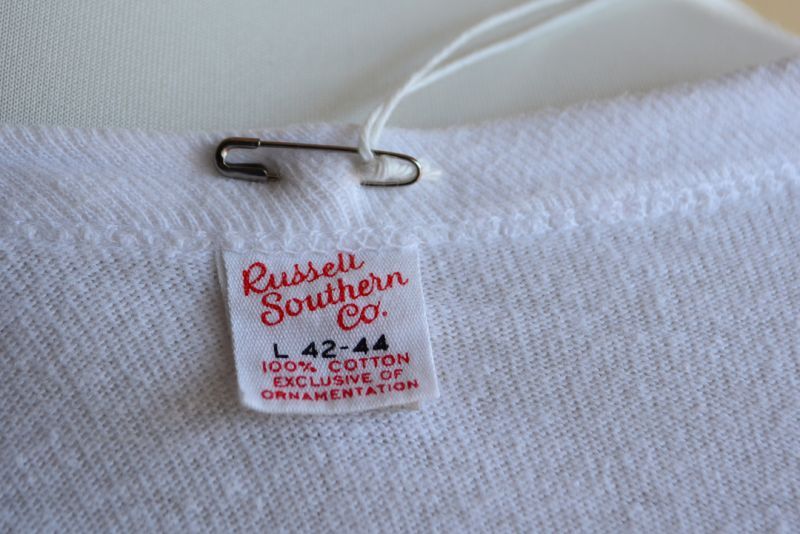 Russell
Southern
Co.
L 42-44
100% COTTON
EXCLUSIVE OF
ORNAMENTATION